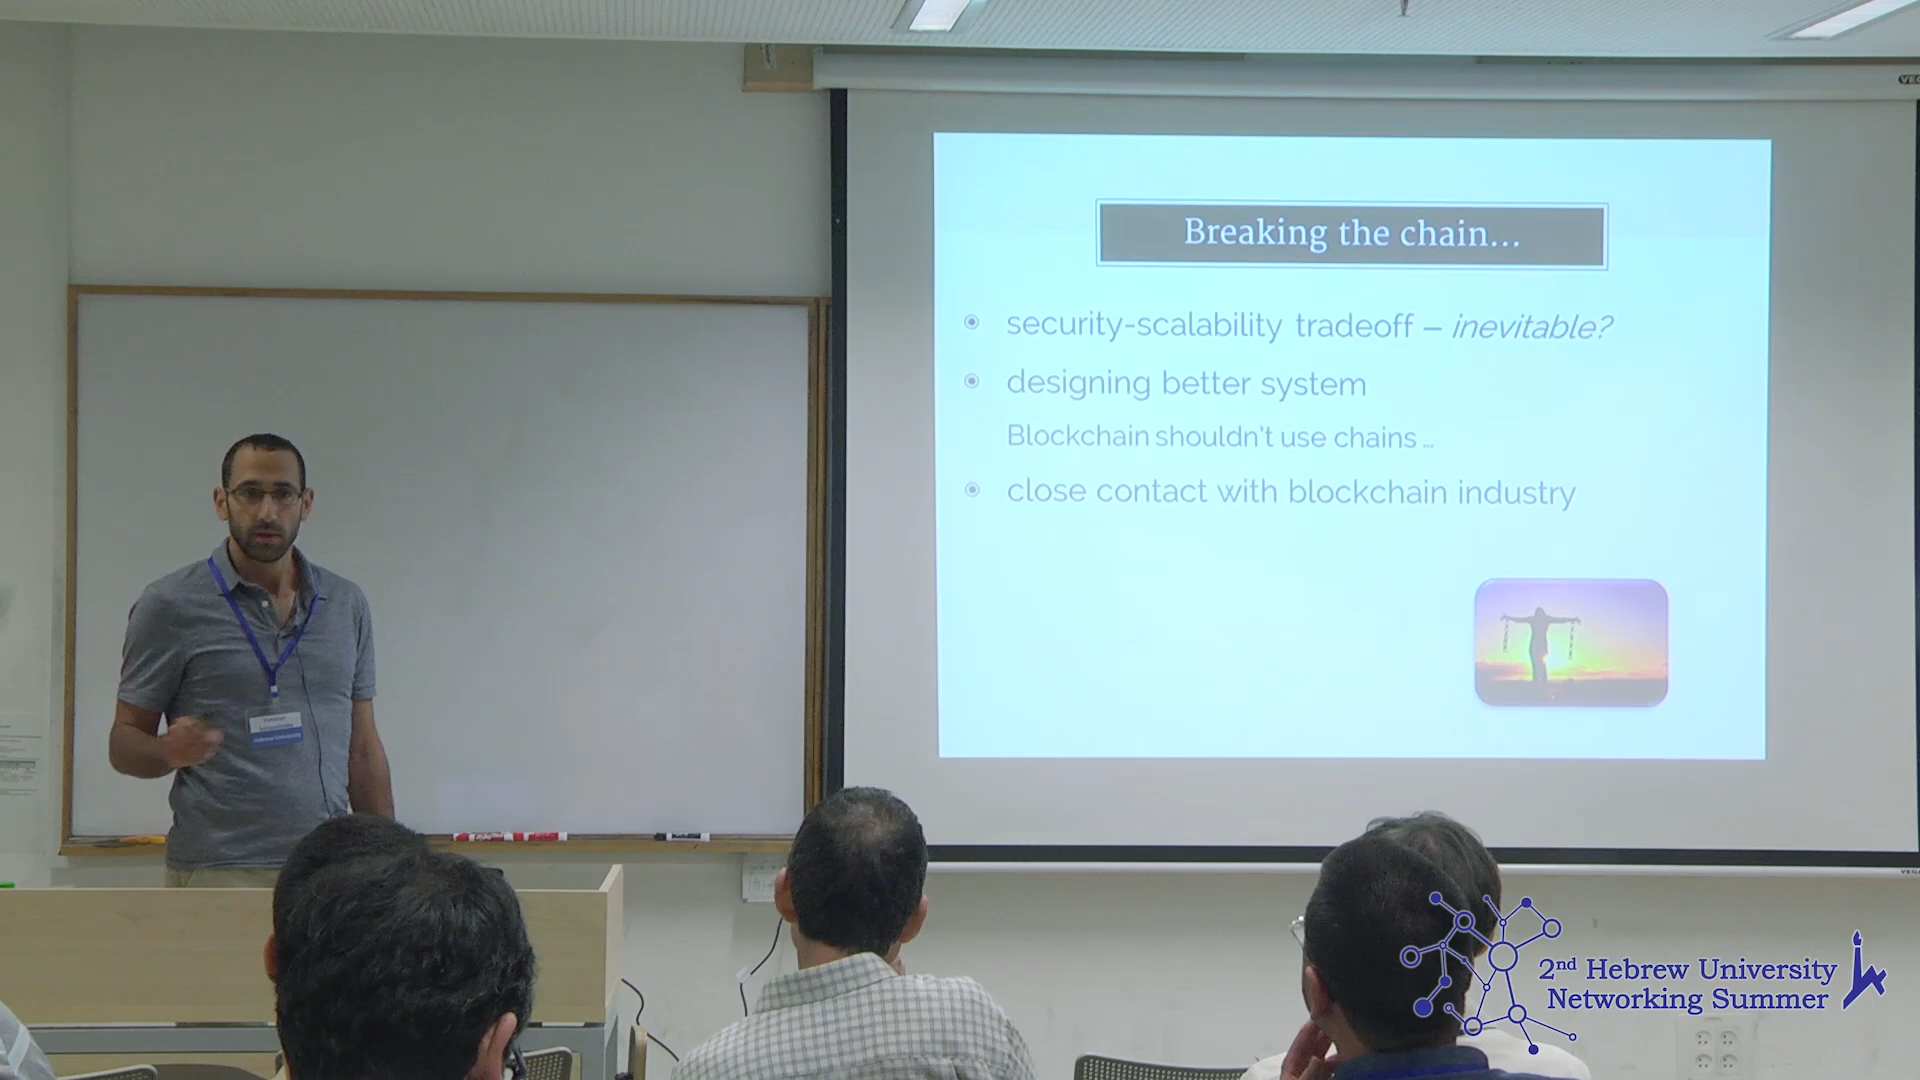 Breaking the chain...
security-scalability tradeoff – inevitable?
designing better system
Blockchain shouldn't use chains ...
close contact with blockchain industry
2nd Hebrew University
Networking Summer